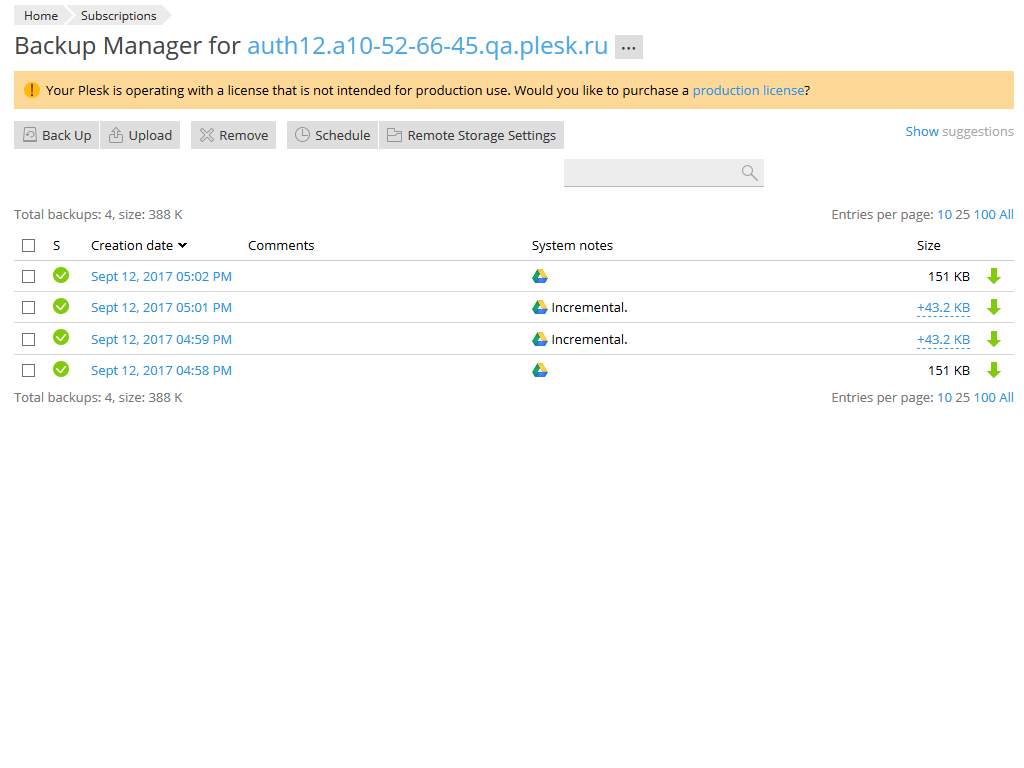 Home Subscriptions
Backup Manager for auth12.a10-52-66-45.qa.plesk.ru ...
! Your Plesk is operating with a license that is not intended for production use. Would you like to purchase a production license?
Back Up Upload Remove Schedule Remote Storage Settings Show suggestions
Total backups: 4, size: 388 K Entries per page: 10 25 100 All
S Creation date Comments System notes Size
Sept 12, 2017 05:02 PM 151 KB
Sept 12, 2017 05:01 PM Incremental. +43.2 KB
Sept 12, 2017 04:59 PM Incremental. +43.2 KB
Sept 12, 2017 04:58 PM 151 KB
Total backups: 4, size: 388 K Entries per page: 10 25 100 All